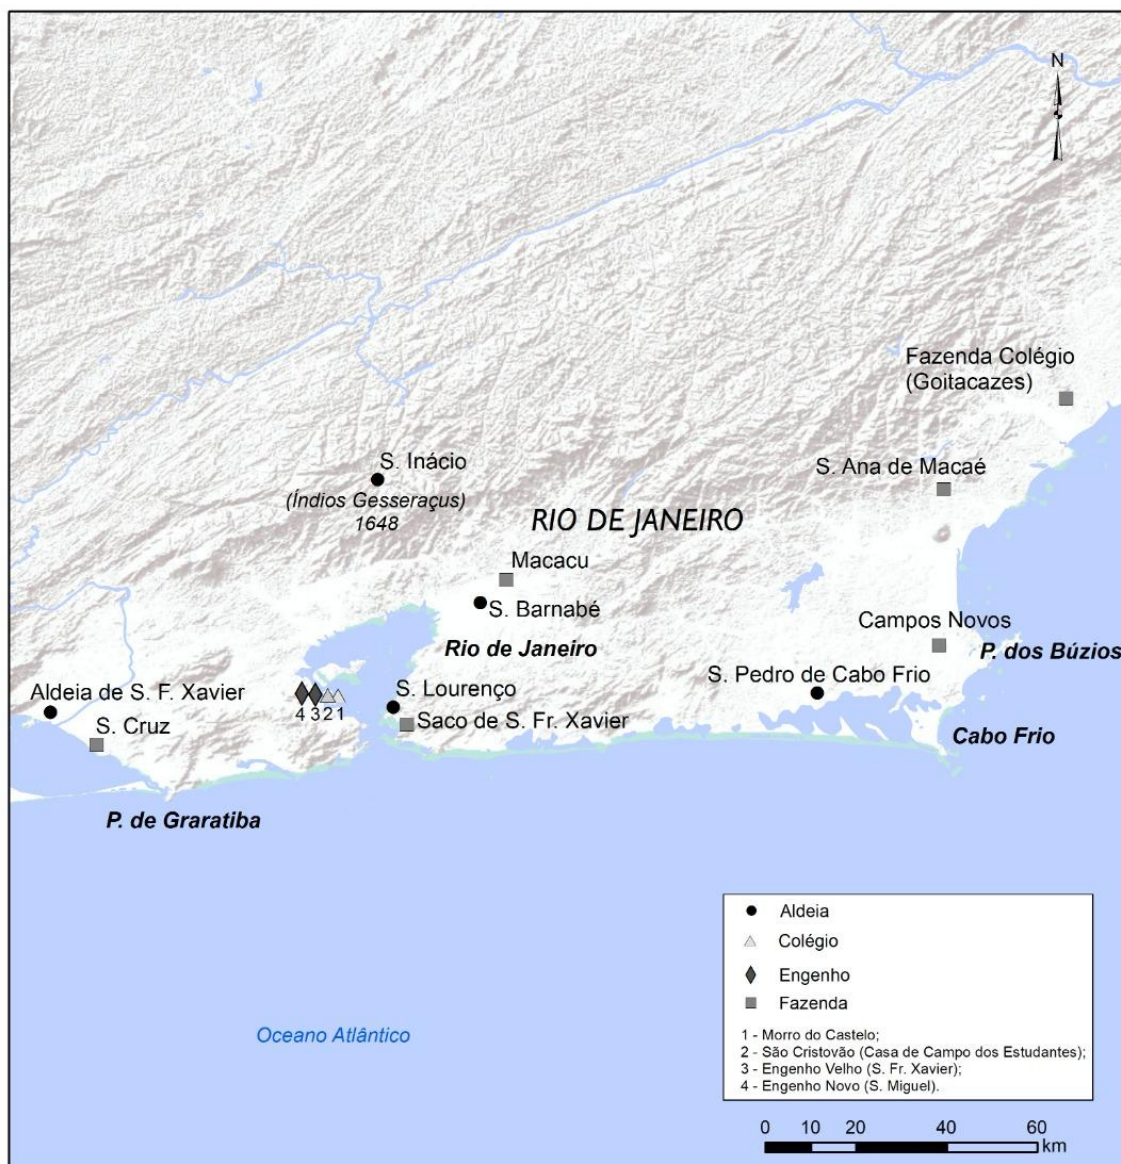 N
Fazenda Colégio
(Goitacazes)
S. Inácio
(Índios Gesseraçus)
1648
S. Ana de Macaé
RIO DE JANEIRO
Macacu
S. Barnabé
Rio de Janeiro
Campos Novos
P. dos Búzios
S. Pedro de Cabo Frio
Aldeia de S. F. Xavier
S. Cruz
4 3 2 1
S. Lourenço
Saco de S. Fr. Xavier
Cabo Frio
P. de Graratiba
Oceano Atlântico
Aldeia
Colégio
Engenho
Fazenda
1 - Morro do Castelo;
2 - São Cristovão (Casa de Campo dos Estudantes);
3 - Engenho Velho (S. Fr. Xavier);
4 - Engenho Novo (S. Miguel).
0 10 20 40 60
km